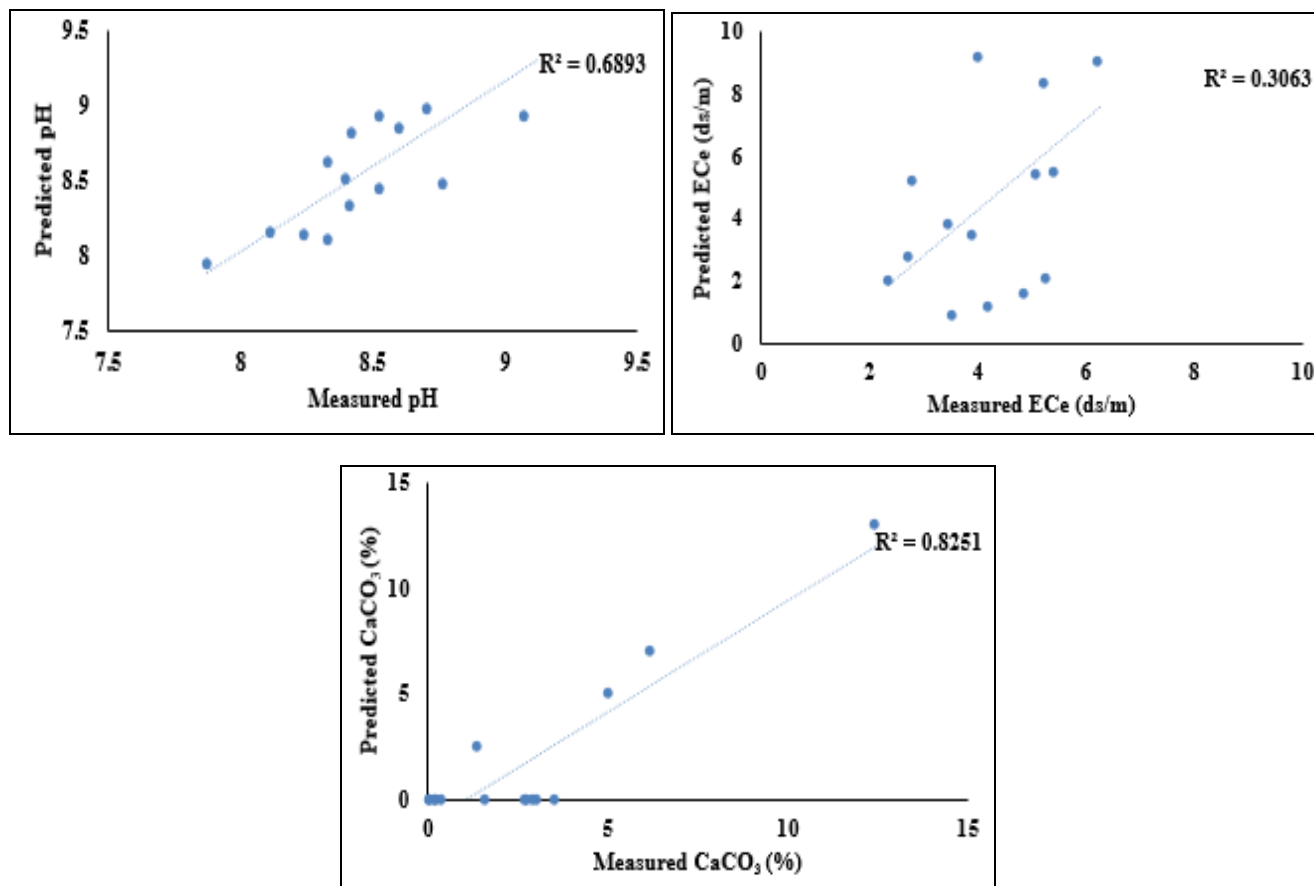 9.5
9
8.5
8
7.5
Predicted pH
R² = 0.6893
7.5 8 8.5 9 9.5
Measured pH
10
8
6
4
2
0
Predicted ECe (ds/m)
R² = 0.3063
0 2 4 6 8 10
Measured ECe (ds/m)
15
10
5
0
Predicted CaCO₃ (%)
R² = 0.8251
0 5 10 15
Measured CaCO₃ (%)